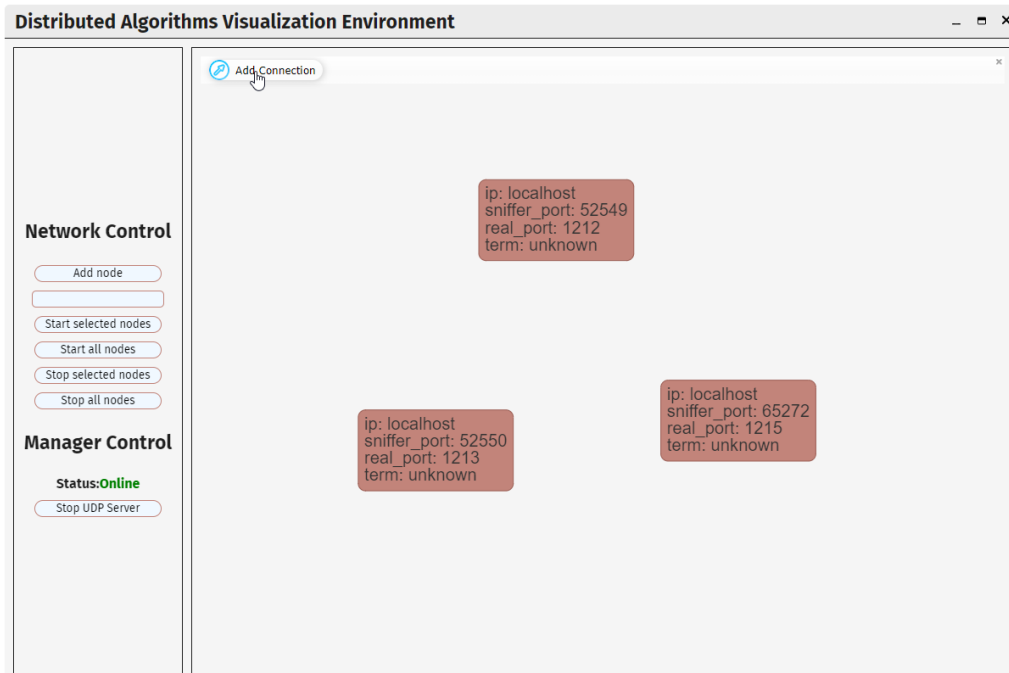 Distributed Algorithms Visualization Environment
Add Connection
ip: localhost
sniffer_port: 52549
real_port: 1212
term: unknown
Network Control
Add node
Start selected nodes
Start all nodes
Stop selected nodes
Stop all nodes
ip: localhost
sniffer_port: 52550
real_port: 1213
term: unknown
ip: localhost
sniffer_port: 65272
real_port: 1215
term: unknown
Manager Control
Status:Online
Stop UDP Server